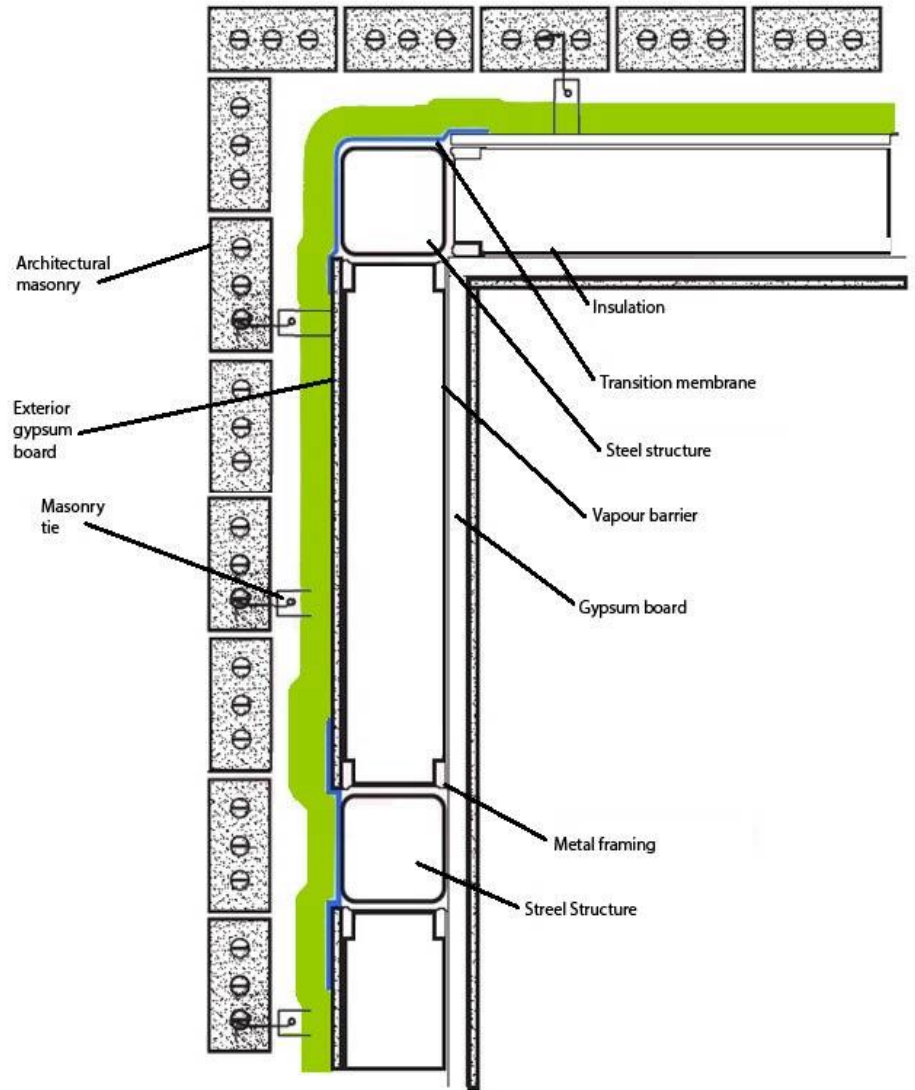 Architectural
masonry
Exterior
gypsum
board
Masonry
tie
Insulation
Transition membrane
Steel structure
Vapour barrier
Gypsum board
Metal framing
Streel Structure